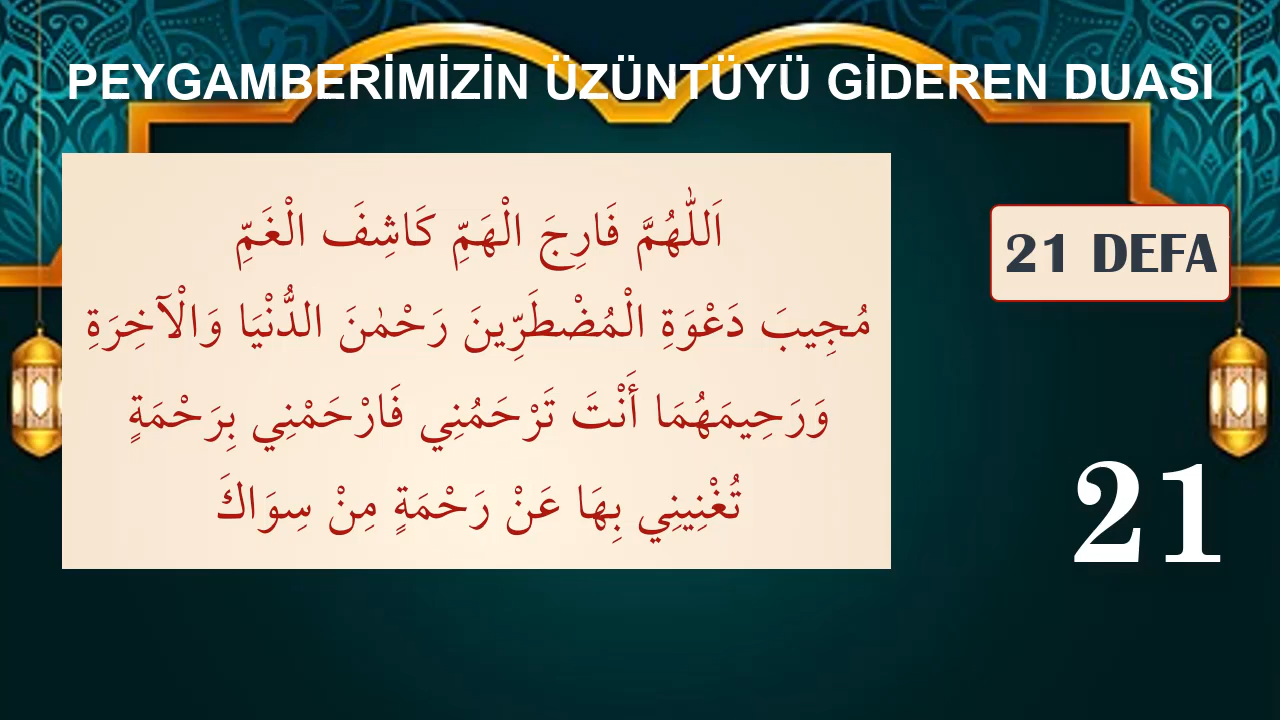 PEYGAMBERİMİZİN ÜZÜNTÜYÜ GİDEREN DUASI
اَللّٰهُمَّ فَارِجَ الْهَمِّ كَاشِفَ الْغَمِّ
مُجِيبَ دَعْوَةِ الْمُضْطَرِّينَ رَحْمٰنَ الدُّنْيَا وَالْآخِرَةِ
وَرَحِيمَهُمَا أَنْتَ تَرْحَمُنِي فَارْحَمْنِي بِرَحْمَةٍ
تُغْنِينِي بِهَا عَنْ رَحْمَةٍ مِنْ سِوَاكَ
21 DEFA
21